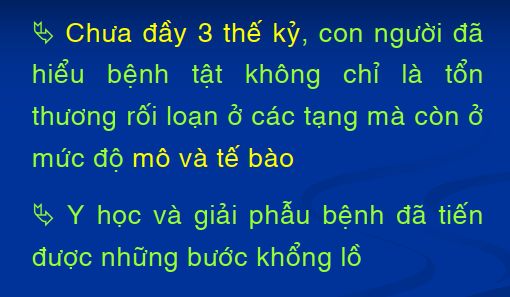 Chưa đầy 3 thế kỷ, con người đã
hiểu bệnh tật không chỉ là tổn
thương rối loạn ở các tạng mà còn ở
mức độ mô và tế bào
Y học và giải phẫu bệnh đã tiến
được những bước khổng lồ